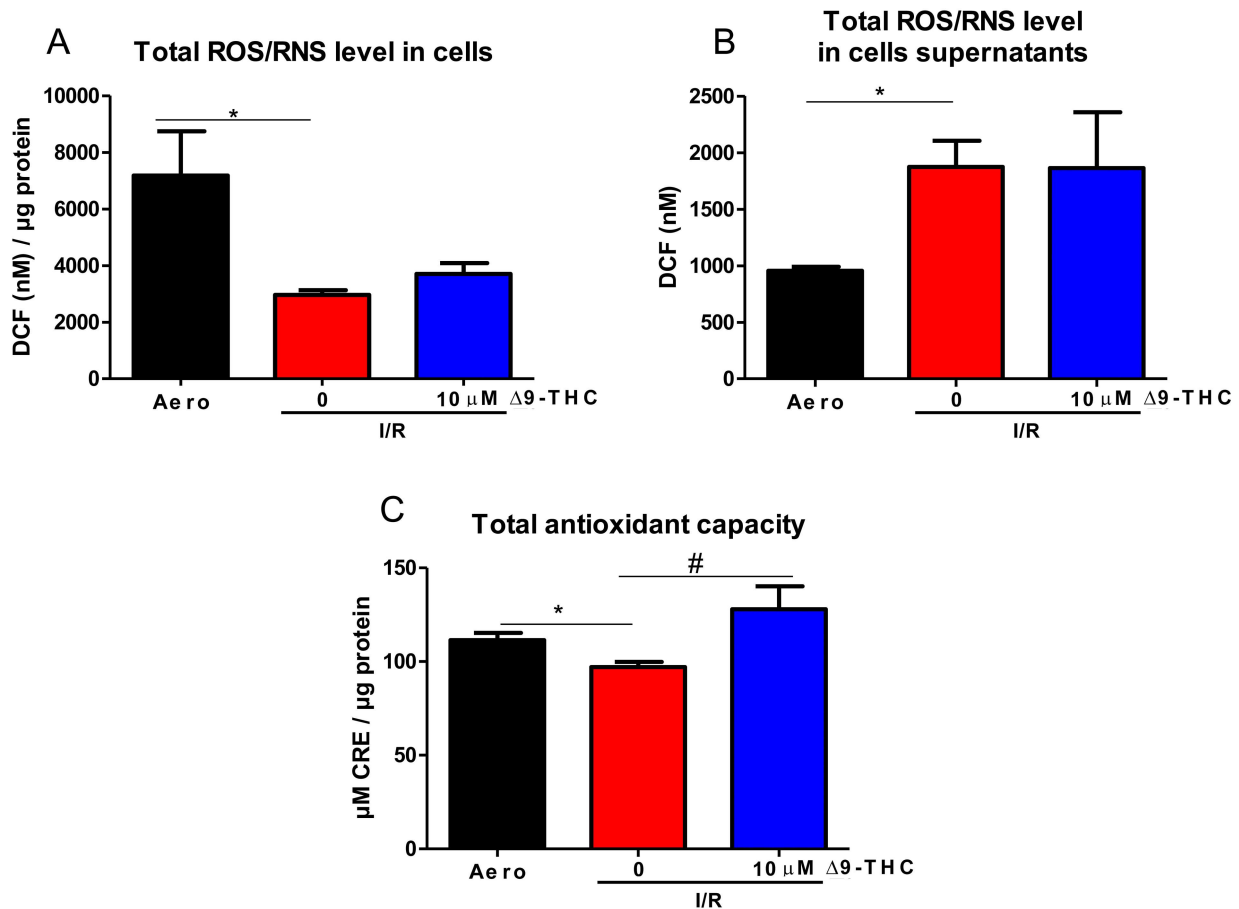 A
Total ROS/RNS level in cells
DCF (nM) / µg protein
10000
8000
6000
4000
2000
0
*
Aero
0
10 μM Δ9-THC
I/R
B
Total ROS/RNS level
in cells supernatants
DCF (nM)
2500
2000
1500
1000
500
0
*
Aero
0
10 μM Δ9-THC
I/R
C
Total antioxidant capacity
µM CRE / µg protein
150
100
50
0
*
#
Aero
0
10 μM Δ9-THC
I/R